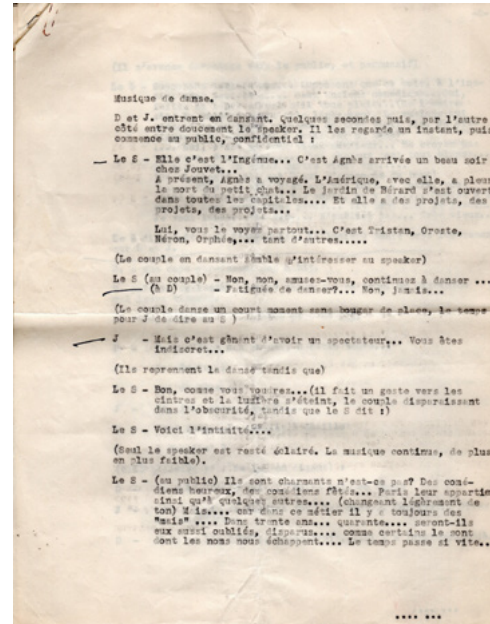 Musique de danse.
D et J. entrent en dansant. Quelques secondes puis, par l'autre
côté entre doucement le speaker. Il les regarde un instant, puis
commence au public, confidentiel :
Le S - Elle c'est l'Ingénue... C'est Agnès arrivée un beau soir
chez Jouvet...
A présent, Agnès a voyagé. L'Amérique, avec elle, a pleu
la mort du petit chat... Le jardin de Bérard s'est ouvert
dans toutes les capitales.... Et elle a des projets, des
projets, des projets...
Lui, vous le voyez partout... C'est Tristan, Oreste,
Néron, Orphée,... tant d'autres.....
(Le couple en dansant semble s'intéresser au speaker)
Le S (au couple) - Non, non, amusez-vous, continuez à danser ...
(à D) - Fatiguée de danser?... Non, jamais...
(Le couple danse un court moment sans bouger de place, le temps
pour J de dire au S )
J - Mais c'est gênant d'avoir un spectateur... Vous êtes
indiscret...
(Ils reprennent la danse tandis que)
Le S - Bon, comme vous voudrez...(il fait un geste vers les
cintres et la lumière s'éteint, le couple disparaissant
dans l'obscurité, tandis que le S dit :)
Le S - Voici l'intimité....
(Seul le speaker est resté éclairé. La musique continue, de plus
en plus faible).
Le S - (au public) Ils sont charmants n'est-ce pas? Des comé-
diens heureux, des comédiens fêtés... Paris leur appartie
ainsi qu'à quelques autres.... (changeant légèrement de
ton) Mais.... car dans ce métier il y a toujours des
"mais" .... Dans trente ans... quarante.... seront-ils
eux aussi oubliés, disparus.... comme certains le sont
dont les noms nous échappent.... Le temps passe si vite..
.... ...